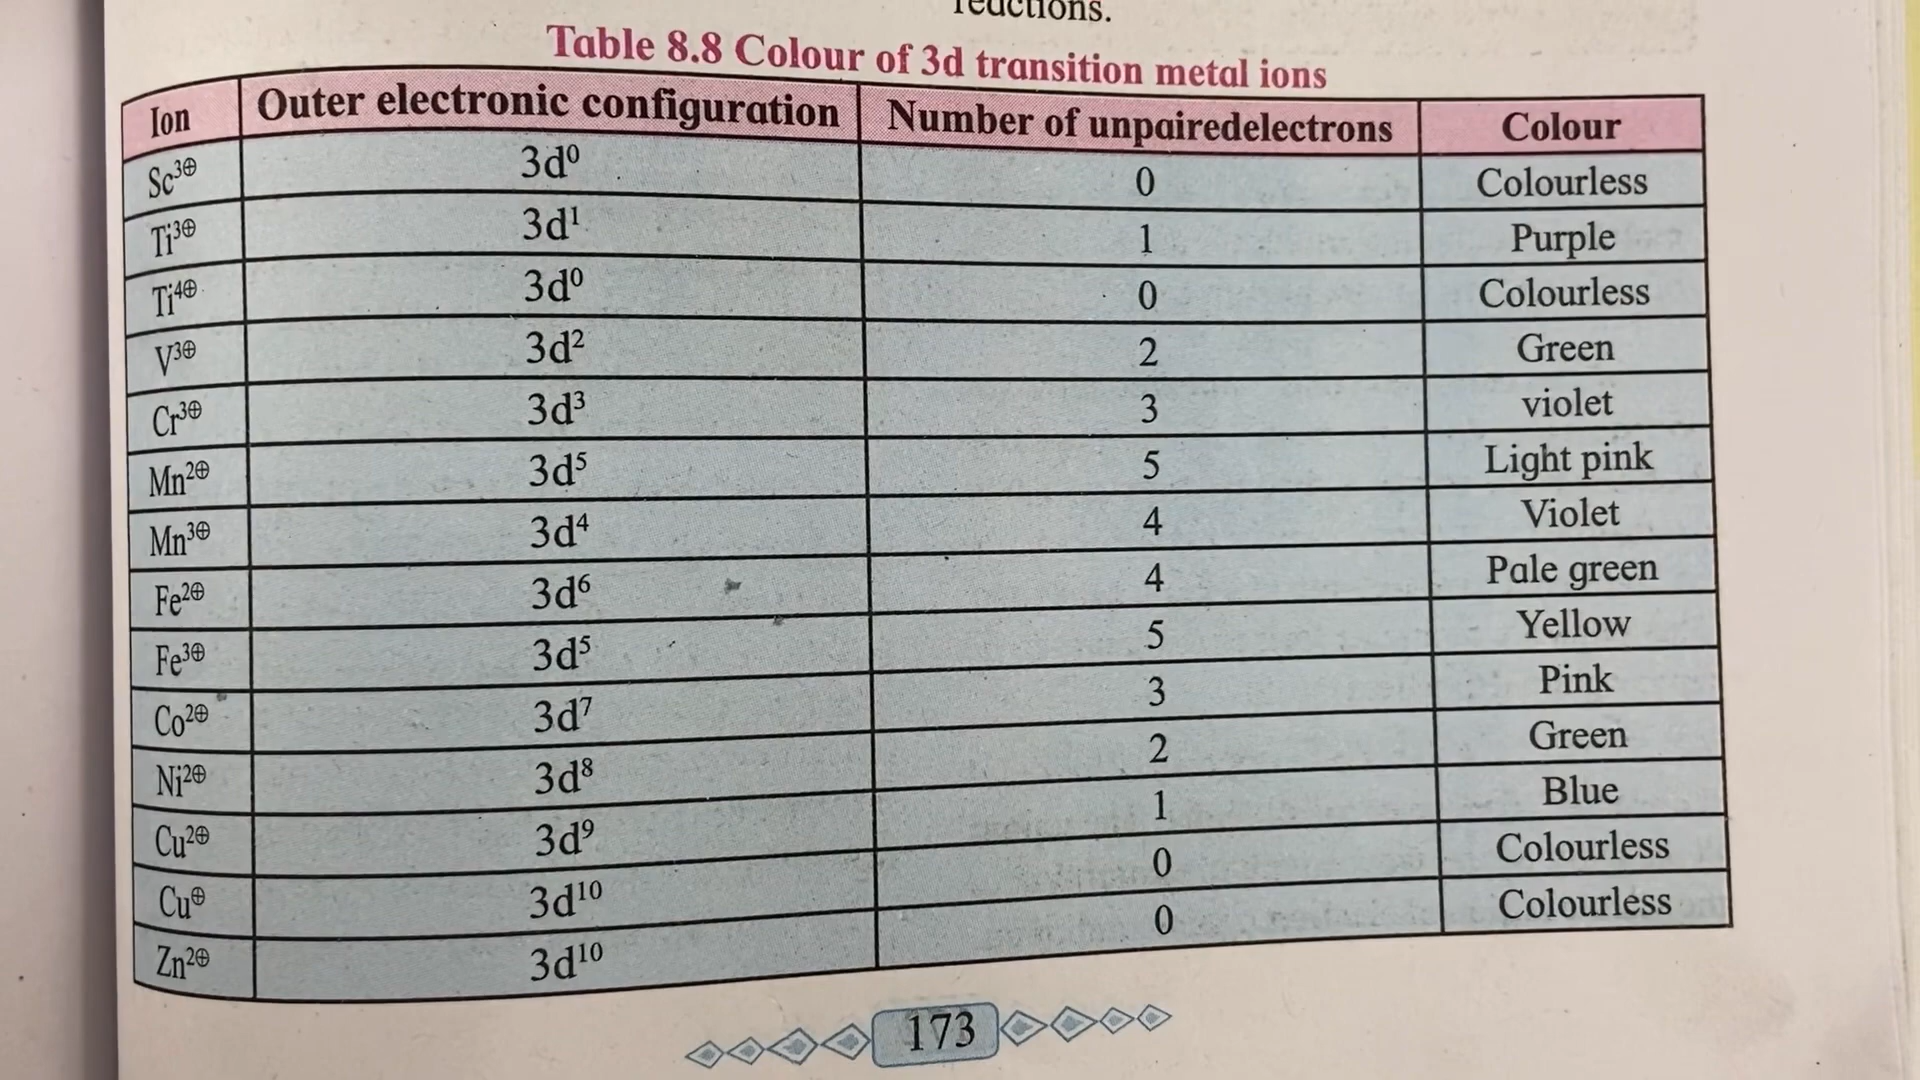 reactions.
Table 8.8 Colour of 3d transition metal ions
Ion Outer electronic configuration Number of unpairedelectrons Colour
Sc³⊕ 3d⁰ 0 Colourless
Ti³⊕ 3d¹ 1 Purple
Ti⁴⊕ 3d⁰ 0 Colourless
V³⊕ 3d² 2 Green
Cr³⊕ 3d³ 3 violet
Mn²⊕ 3d⁵ 5 Light pink
Mn³⊕ 3d⁴ 4 Violet
Fe²⊕ 3d⁶ 4 Pale green
Fe³⊕ 3d⁵ 5 Yellow
Co²⊕ 3d⁷ 3 Pink
Ni²⊕ 3d⁸ 2 Green
Cu²⊕ 3d⁹ 1 Blue
Cu⊕ 3d¹⁰ 0 Colourless
Zn²⊕ 3d¹⁰ 0 Colourless
173